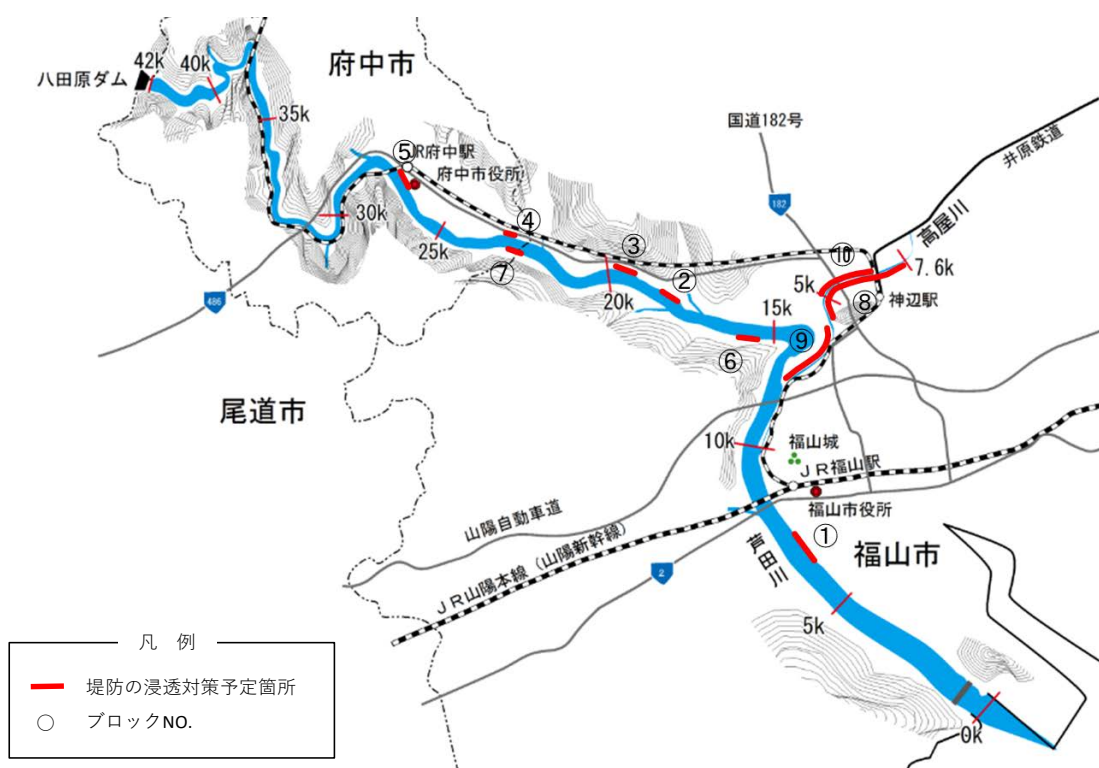 府中市
42k
40k
八田原ダム
35k
国道182号
井原鉄道
⑤
JR府中駅
府中市役所
182
高屋川
30k
④
25k
③
⑩
7.6k
⑦
②
5k
486
20k
15k
⑧
神辺駅
⑨
⑥
尾道市
10k
福山城
JR福山駅
福山市役所
山陽自動車道
①
福山市
芦田川
JR山陽本線(山陽新幹線)
2
5k
0k
凡 例
堤防の浸透対策予定箇所
○ ブロックNO.